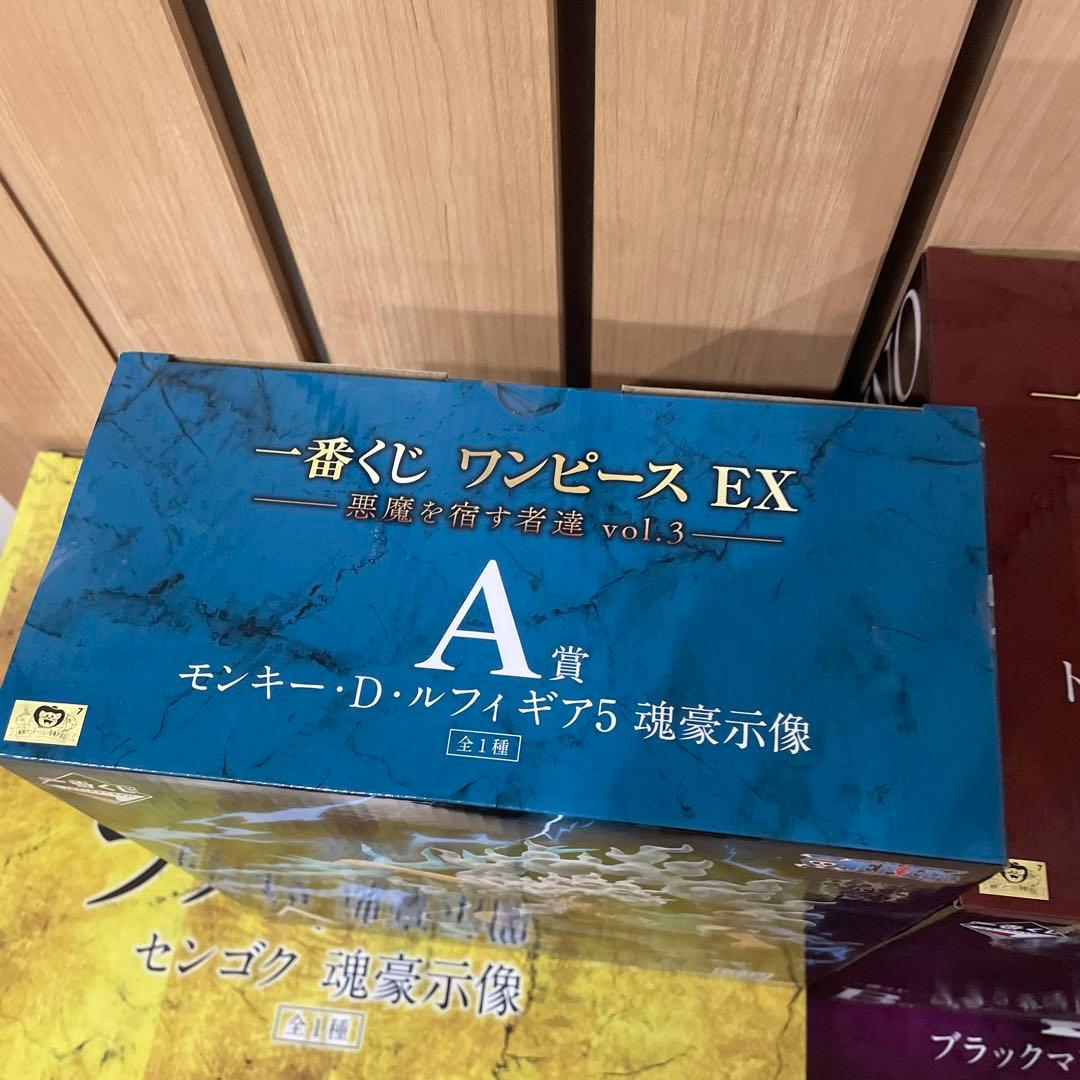 一番くじ ワンピース EX
悪魔を宿す者達 vol.3
A賞
モンキー・D・ルフィ ギア5 魂豪示像
全1種
7
センゴク 魂豪示像
全1種
7
ブラックマ